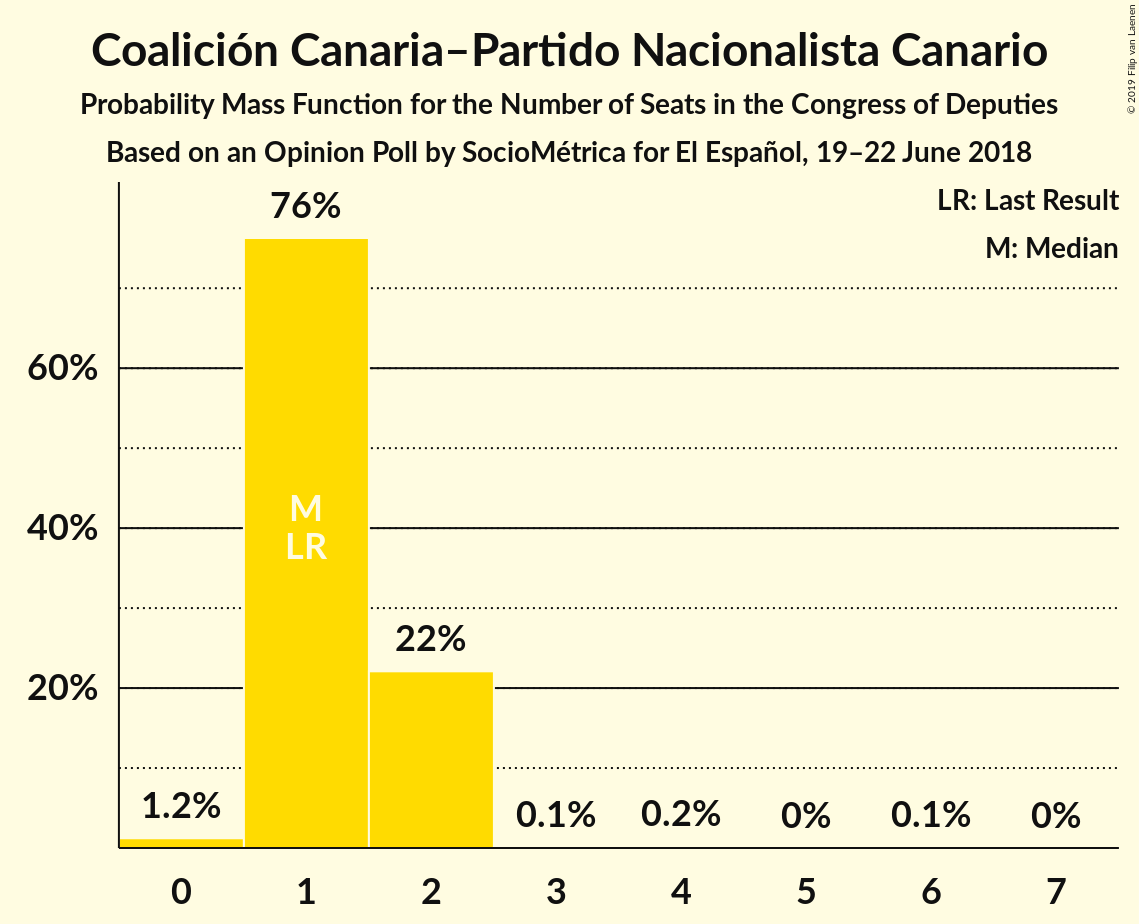 Coalición Canaria–Partido Nacionalista Canario
Probability Mass Function for the Number of Seats in the Congress of Deputies
Based on an Opinion Poll by SocioMétrica for El Español, 19–22 June 2018
© 2019 Filip van Laenen
LR: Last Result
M: Median
76%
60%
40%
20%
M
LR
22%
1.2%
0.1%
0.2%
0%
0.1%
0%
0 1 2 3 4 5 6 7